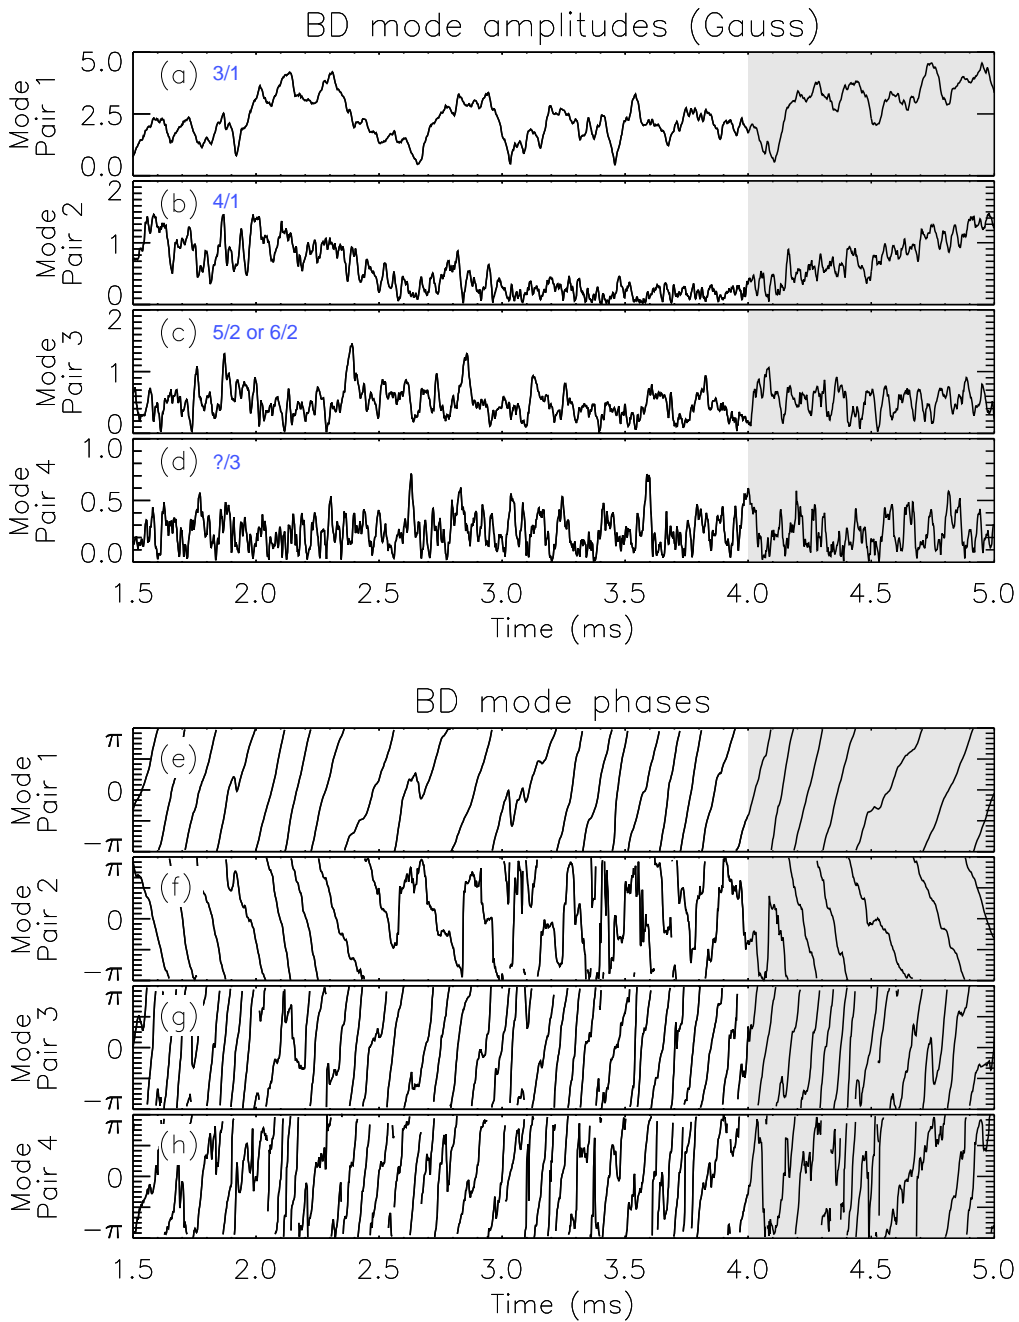 BD mode amplitudes (Gauss)
Mode
Pair 1
5.0
2.5
0.0
(a) 3/1
Mode
Pair 2
2
1
0
(b) 4/1
Mode
Pair 3
2
1
0
(c) 5/2 or 6/2
Mode
Pair 4
1.0
0.5
0.0
(d) ?/3
1.5 2.0 2.5 3.0 3.5 4.0 4.5 5.0
Time (ms)
BD mode phases
Mode
Pair 1
π
0
−π
(e)
Mode
Pair 2
π
0
−π
(f)
Mode
Pair 3
π
0
−π
(g)
Mode
Pair 4
π
0
−π
(h)
1.5 2.0 2.5 3.0 3.5 4.0 4.5 5.0
Time (ms)